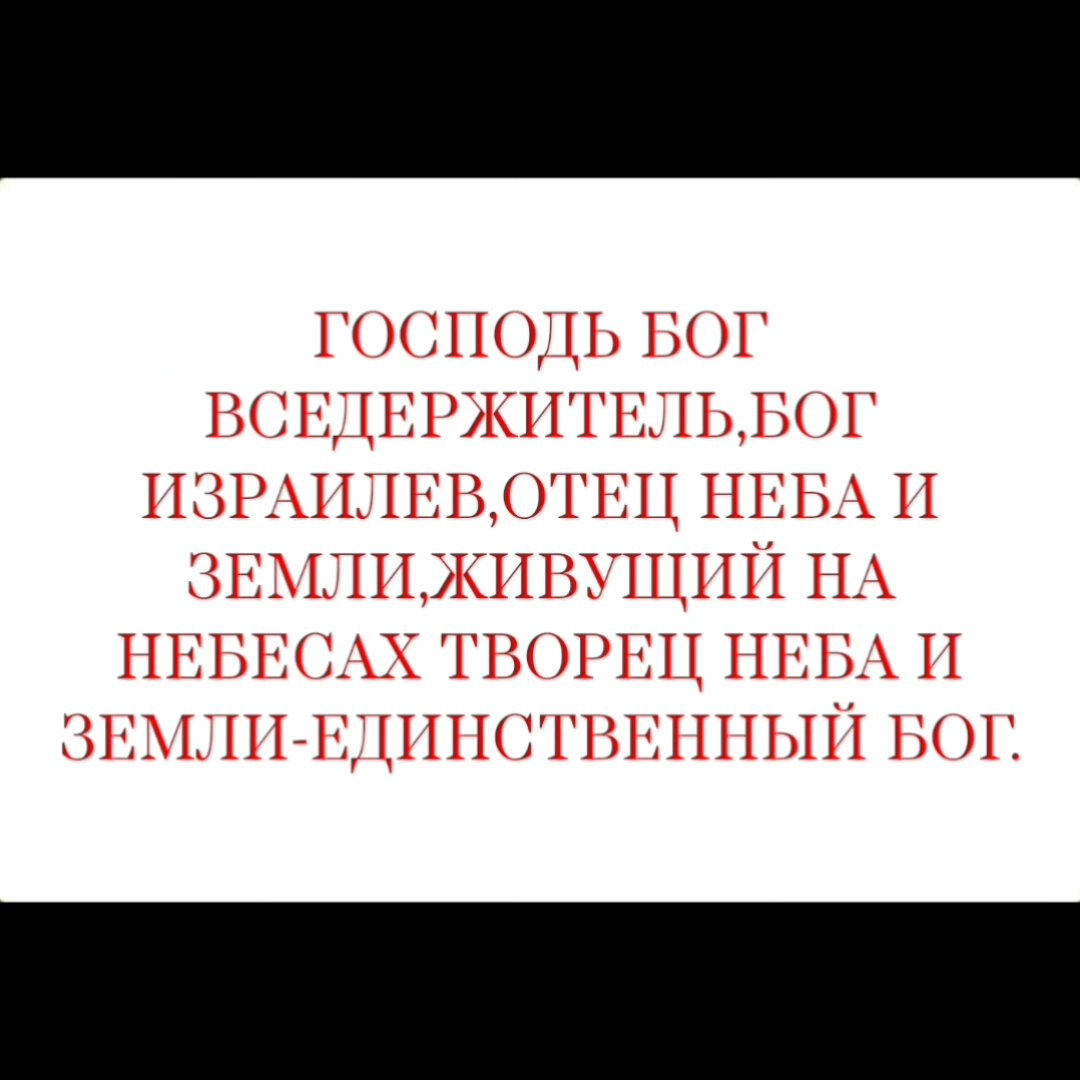 ГОСПОДЬ БОГ
ВСЕДЕРЖИТЕЛЬ,БОГ
ИЗРАИЛЕВ,ОТЕЦ НЕБА И
ЗЕМЛИ,ЖИВУЩИЙ НА
НЕБЕСАХ ТВОРЕЦ НЕБА И
ЗЕМЛИ-ЕДИНСТВЕННЫЙ БОГ.